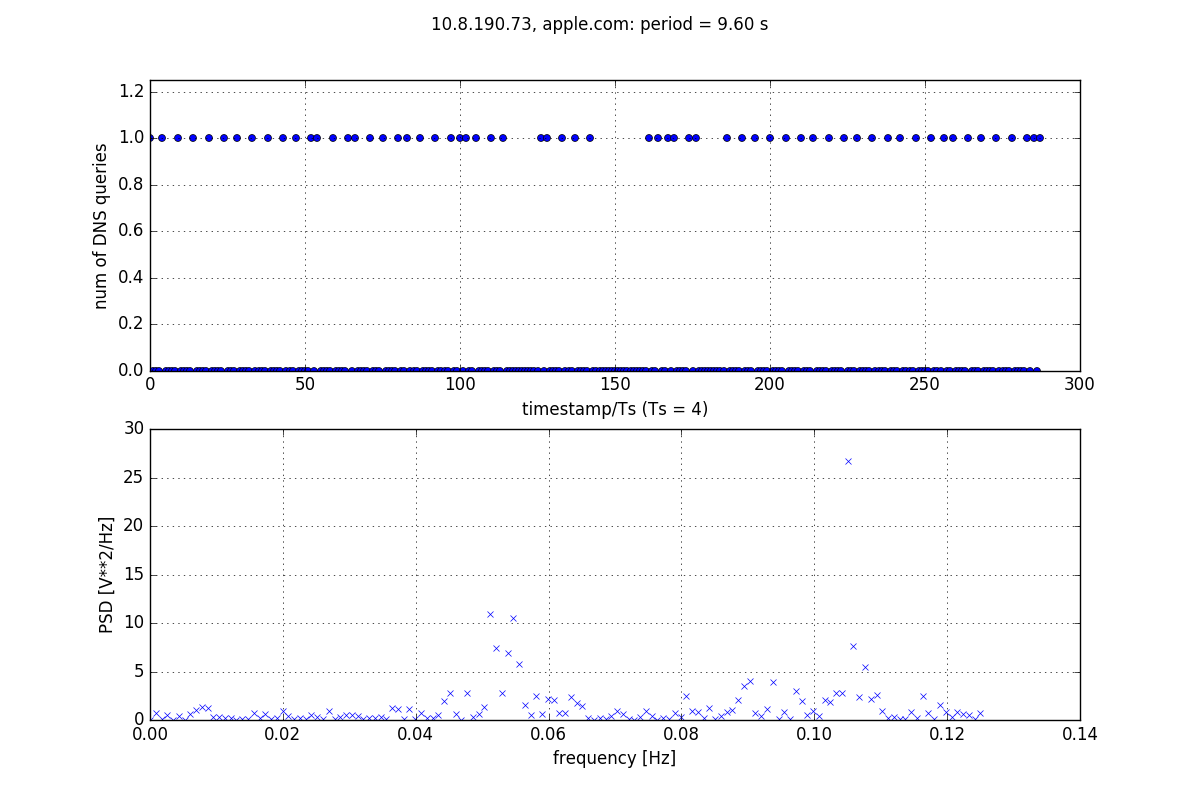 10.8.190.73, apple.com: period = 9.60 s
1.2
1.0
0.8
0.6
0.4
0.2
0.0
num of DNS queries
0 50 100 150 200 250 300
timestamp/Ts (Ts = 4)
30
25
20
15
10
5
0
PSD [V**2/Hz]
0.00 0.02 0.04 0.06 0.08 0.10 0.12 0.14
frequency [Hz]